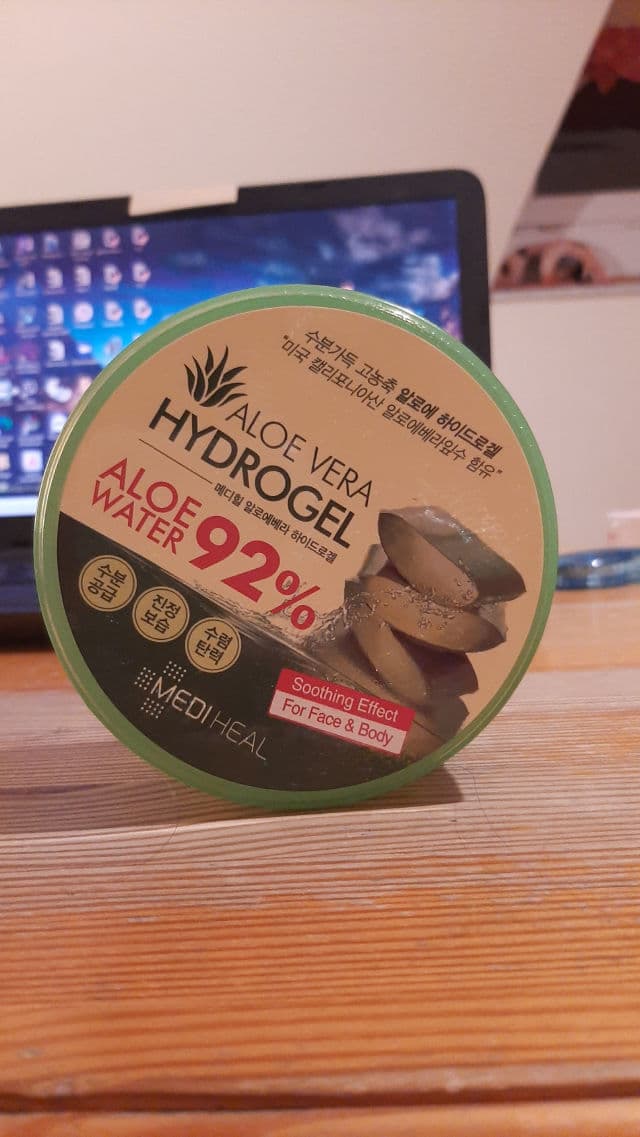 수분가득 고농축 알로에 하이드로겔
"미국 캘리포니아산 알로에베라잎수 함유"
ALOE VERA
HYDROGEL
메디힐 알로에베라 하이드로겔
ALOE
WATER
92%
수분
공급
진정
보습
수렴
탄력
MEDIHEAL
Soothing Effect
For Face & Body